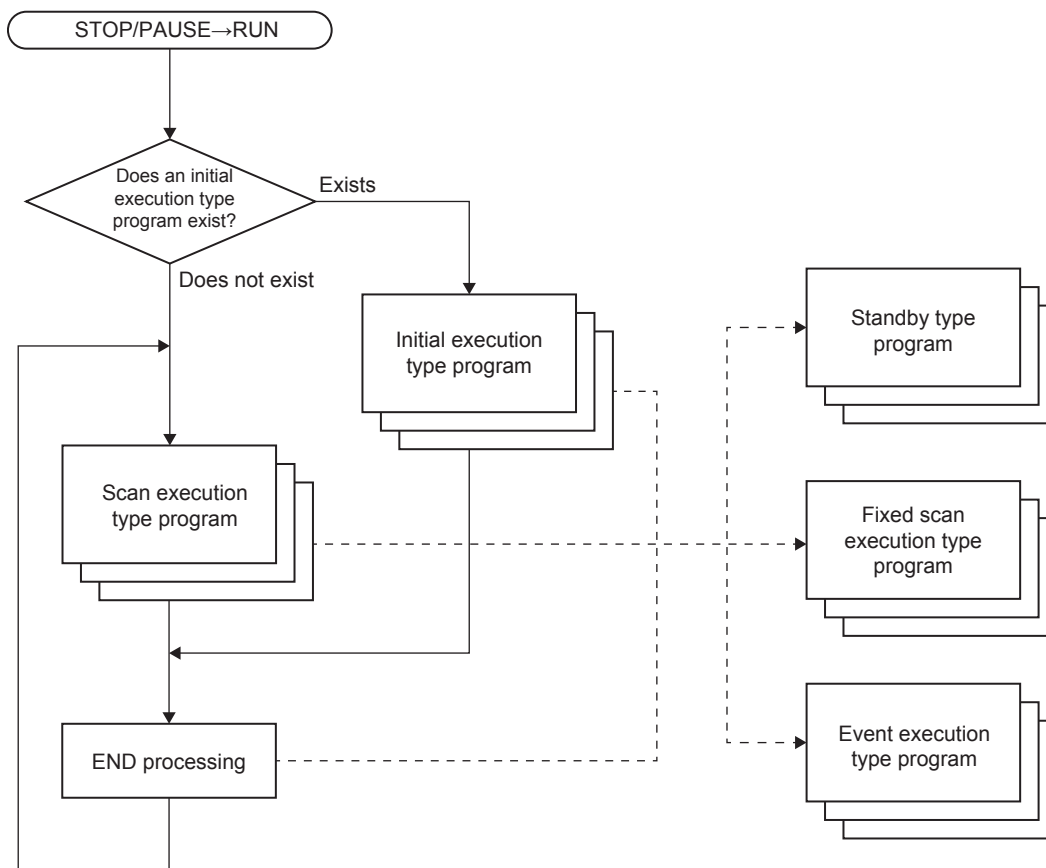 STOP/PAUSE→RUN
Does an initial
execution type
program exist?
Exists
Does not exist
Initial execution
type program
Standby type
program
Scan execution
type program
Fixed scan
execution type
program
END processing
Event execution
type program